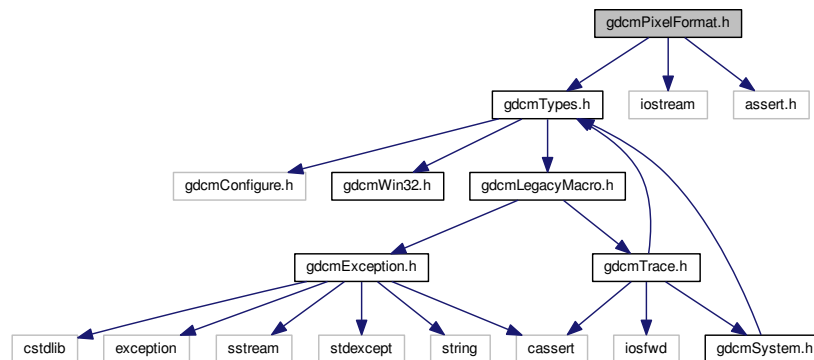 gdcmPixelFormat.h
gdcmTypes.h
iostream
assert.h
gdcmConfigure.h
gdcmWin32.h
gdcmLegacyMacro.h
gdcmException.h
gdcmTrace.h
cstdlib
exception
sstream
stdexcept
string
cassert
iosfwd
gdcmSystem.h